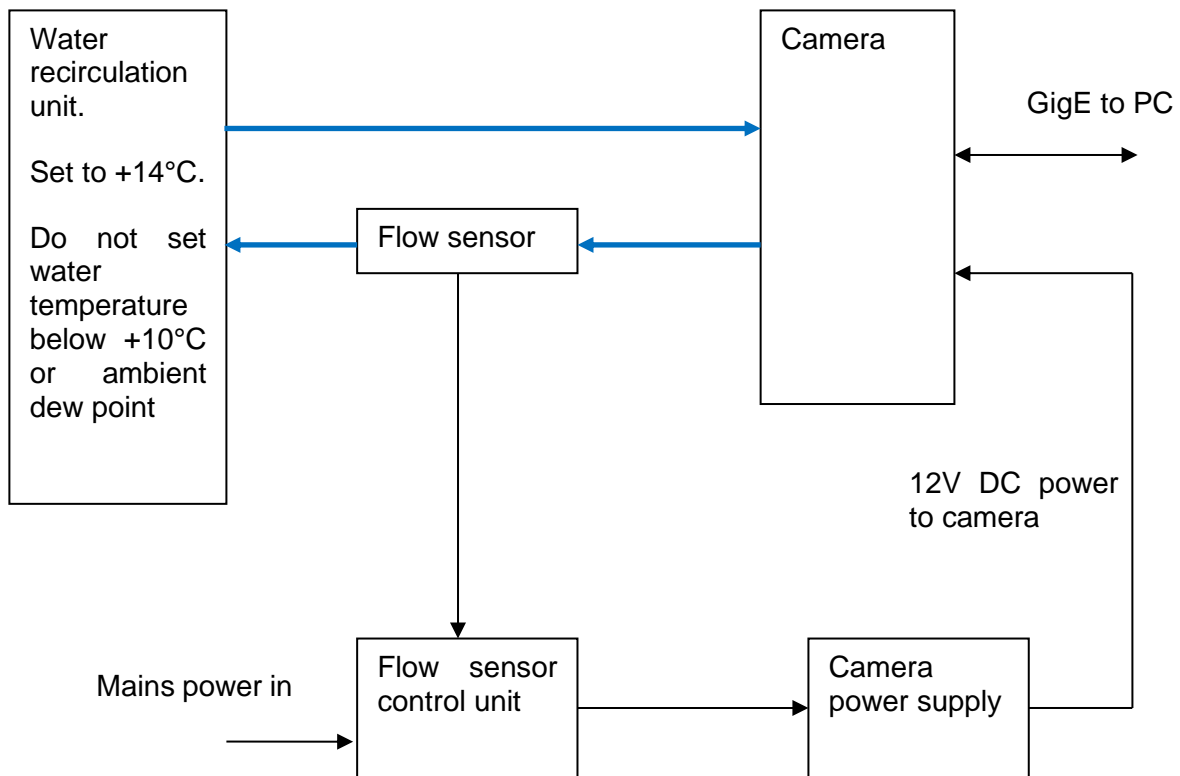 Water
recirculation
unit.
Set to +14°C.
Do not set
water
temperature
below +10°C
or ambient
dew point
Camera
GigE to PC
Flow sensor
12V DC power
to camera
Mains power in
Flow sensor
control unit
Camera
power supply